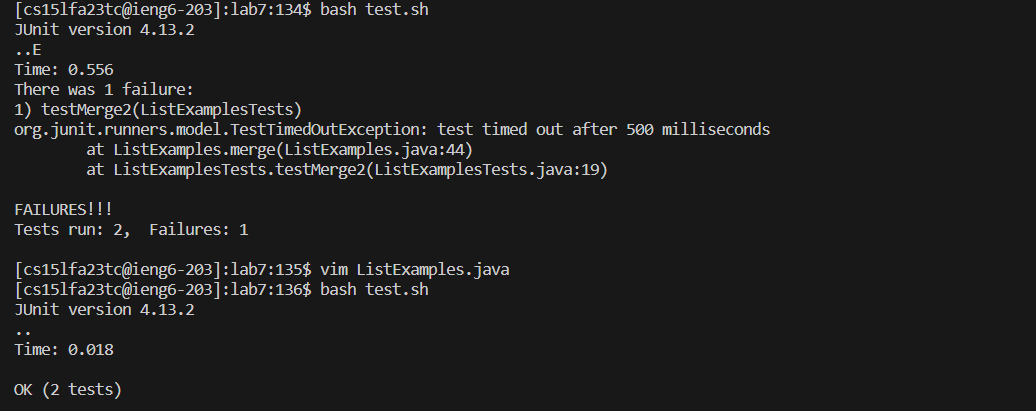 [cs15lfa23tc@ieng6-203]:lab7:134$ bash test.sh
JUnit version 4.13.2
..E
Time: 0.556
There was 1 failure:
1) testMerge2(ListExamplesTests)
org.junit.runners.model.TestTimedOutException: test timed out after 500 milliseconds
        at ListExamples.merge(ListExamples.java:44)
        at ListExamplesTests.testMerge2(ListExamplesTests.java:19)

FAILURES!!!
Tests run: 2,  Failures: 1

[cs15lfa23tc@ieng6-203]:lab7:135$ vim ListExamples.java
[cs15lfa23tc@ieng6-203]:lab7:136$ bash test.sh
JUnit version 4.13.2
..
Time: 0.018

OK (2 tests)